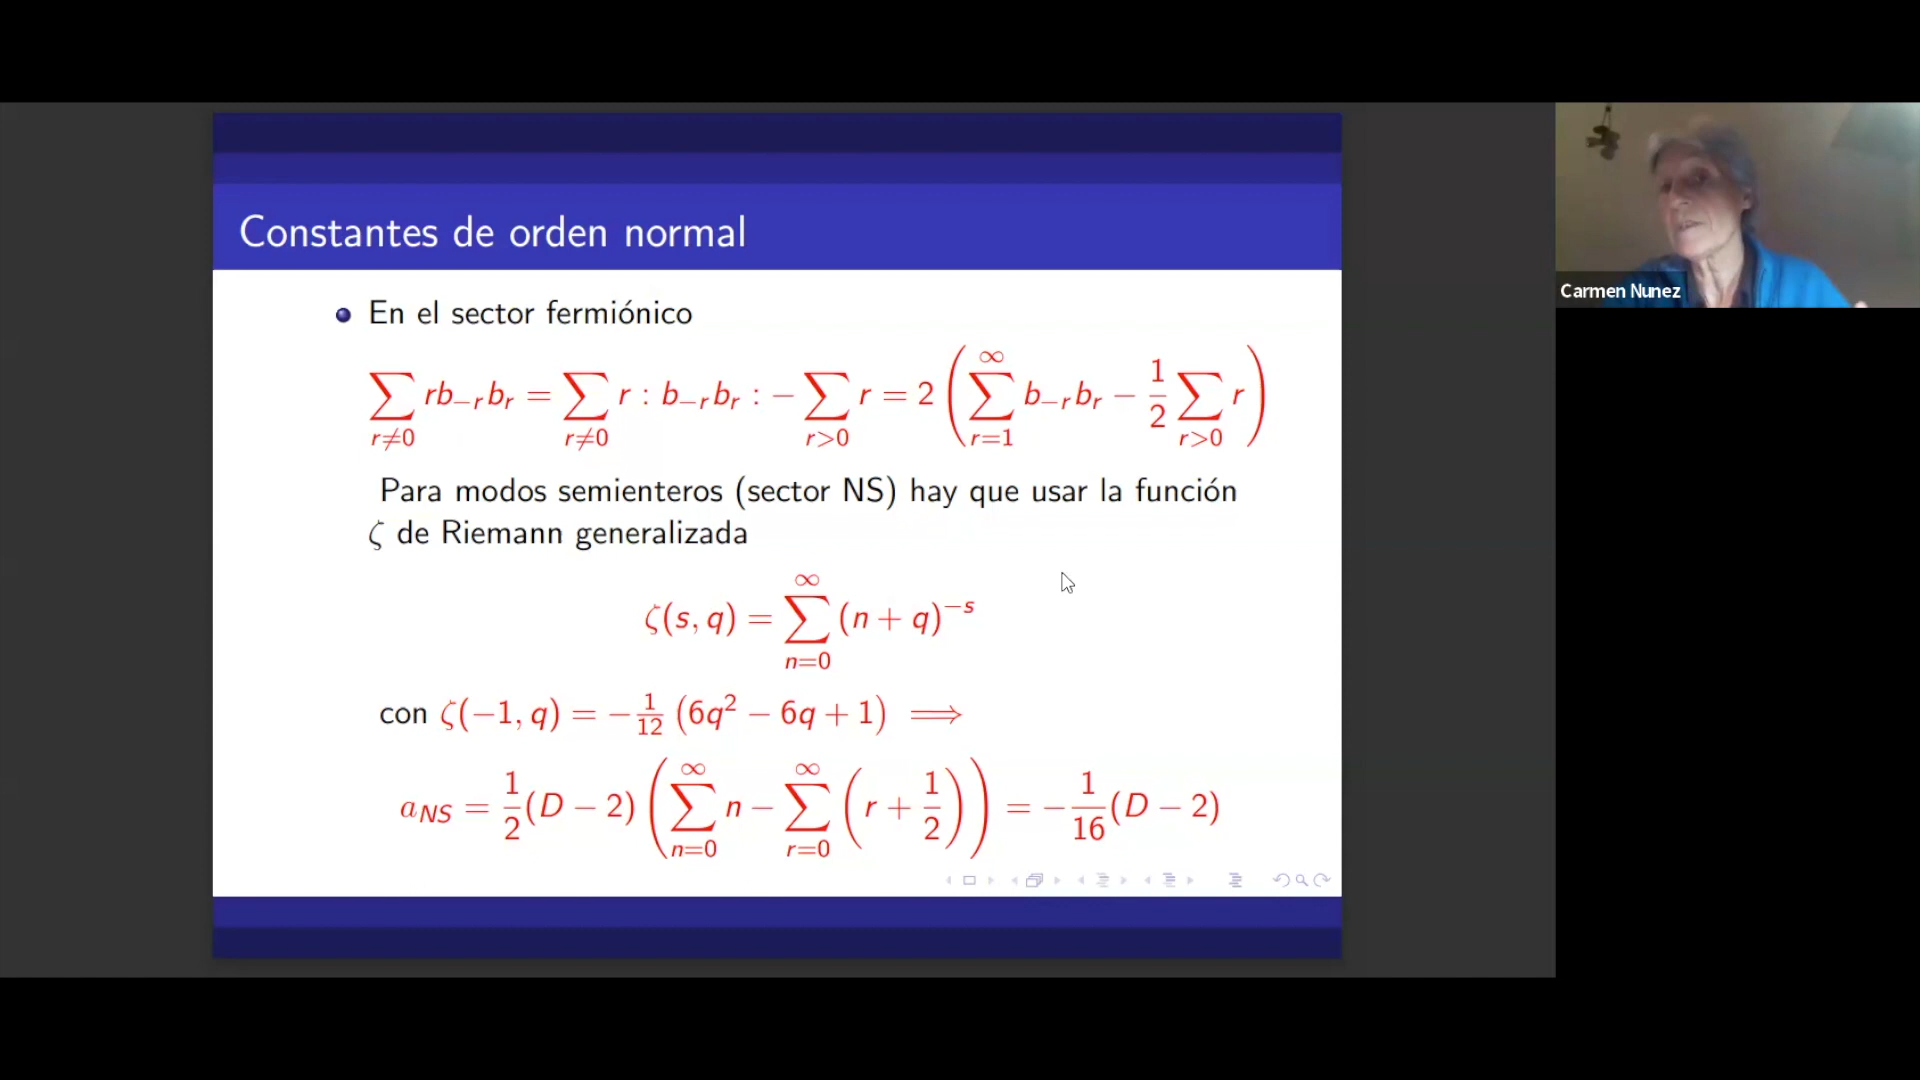 Constantes de orden normal
En el sector fermiónico
∑_{r≠0} rb_{−r}b_r = ∑_{r≠0} r : b_{−r}b_r : − ∑_{r>0} r = 2 ( ∑_{r=1}^{∞} b_{−r}b_r − 1/2 ∑_{r>0} r )
Para modos semienteros (sector NS) hay que usar la función
ζ de Riemann generalizada
ζ(s, q) = ∑_{n=0}^{∞} (n + q)^{−s}
con ζ(−1, q) = −1/12 (6q² − 6q + 1) ⟹
a_{NS} = 1/2 (D − 2) ( ∑_{n=0}^{∞} n − ∑_{r=0}^{∞} ( r + 1/2 ) ) = −1/16 (D − 2)
Carmen Nunez